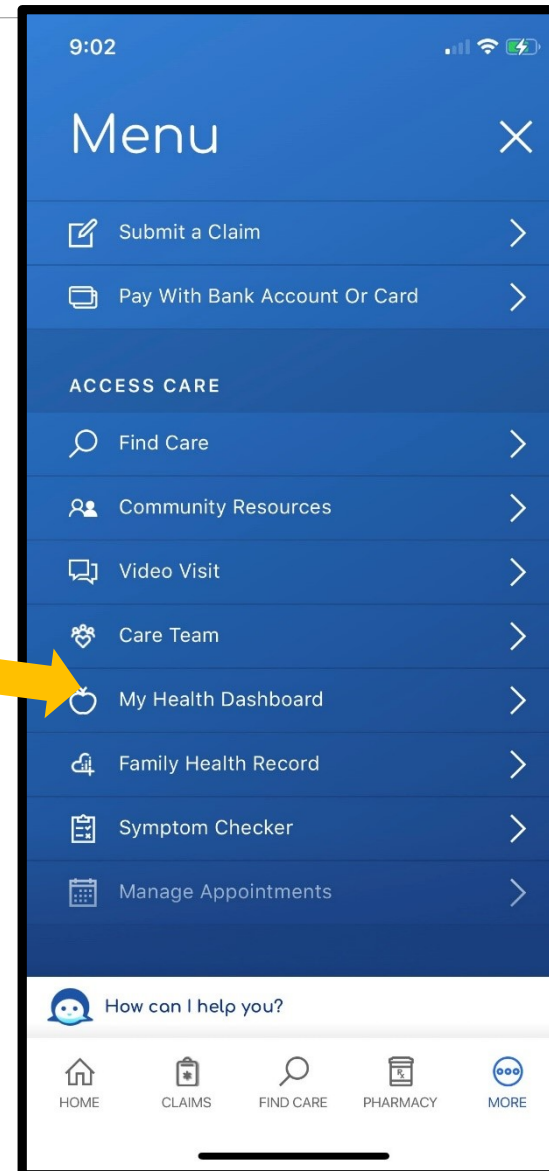 9:02
Menu
Submit a Claim
Pay With Bank Account Or Card
ACCESS CARE
Find Care
Community Resources
Video Visit
Care Team
My Health Dashboard
Family Health Record
Symptom Checker
Manage Appointments
How can I help you?
HOME CLAIMS FIND CARE PHARMACY MORE